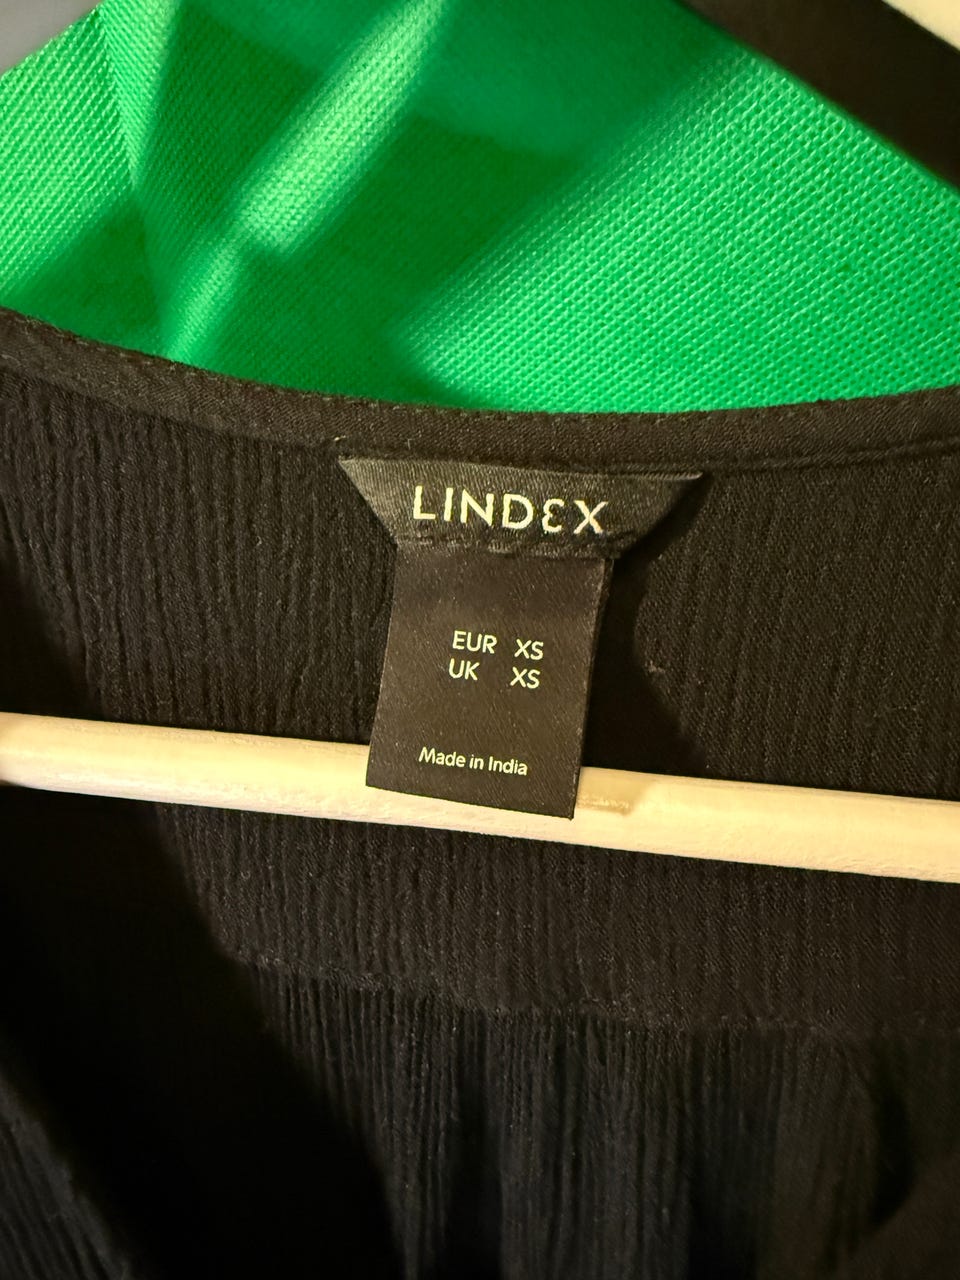 LINDEX
EUR XS
UK XS
Made in India